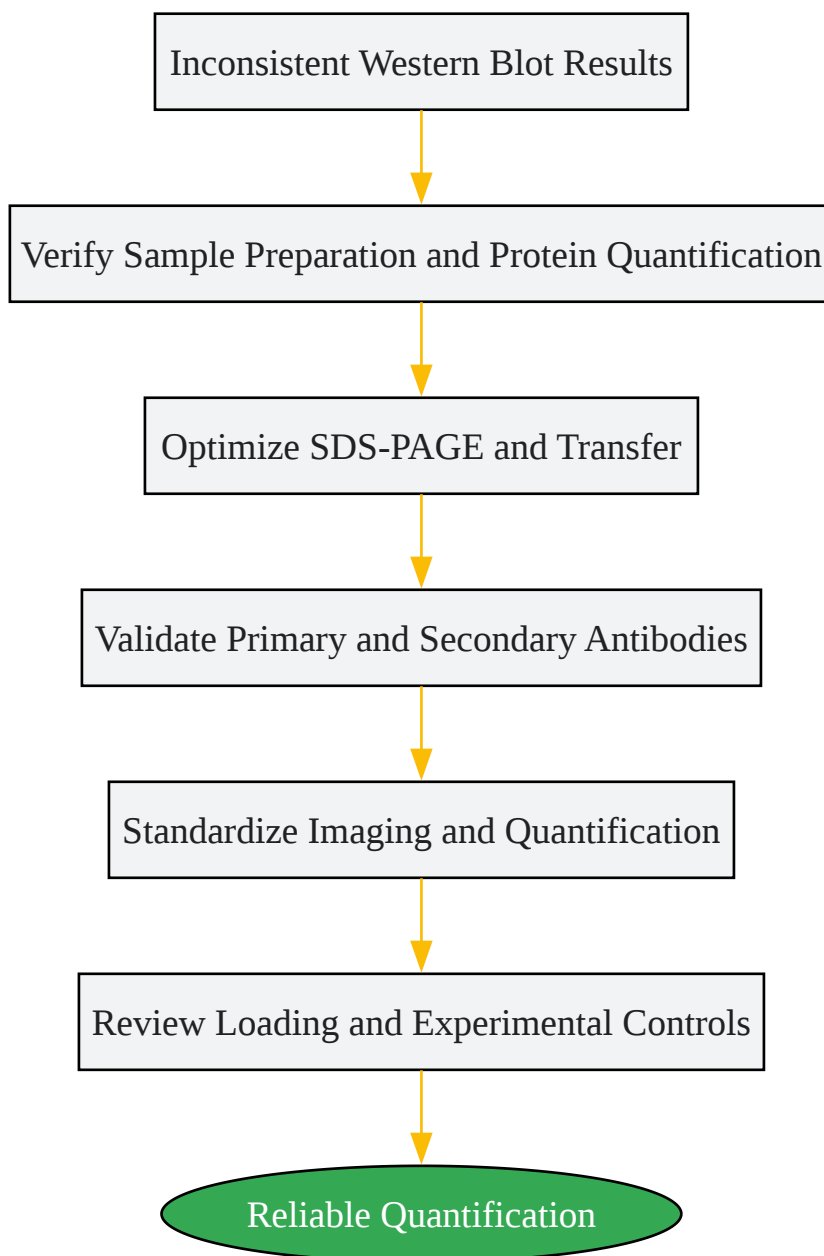 Inconsistent Western Blot Results
Verify Sample Preparation and Protein Quantification
Optimize SDS-PAGE and Transfer
Validate Primary and Secondary Antibodies
Standardize Imaging and Quantification
Review Loading and Experimental Controls
Reliable Quantification